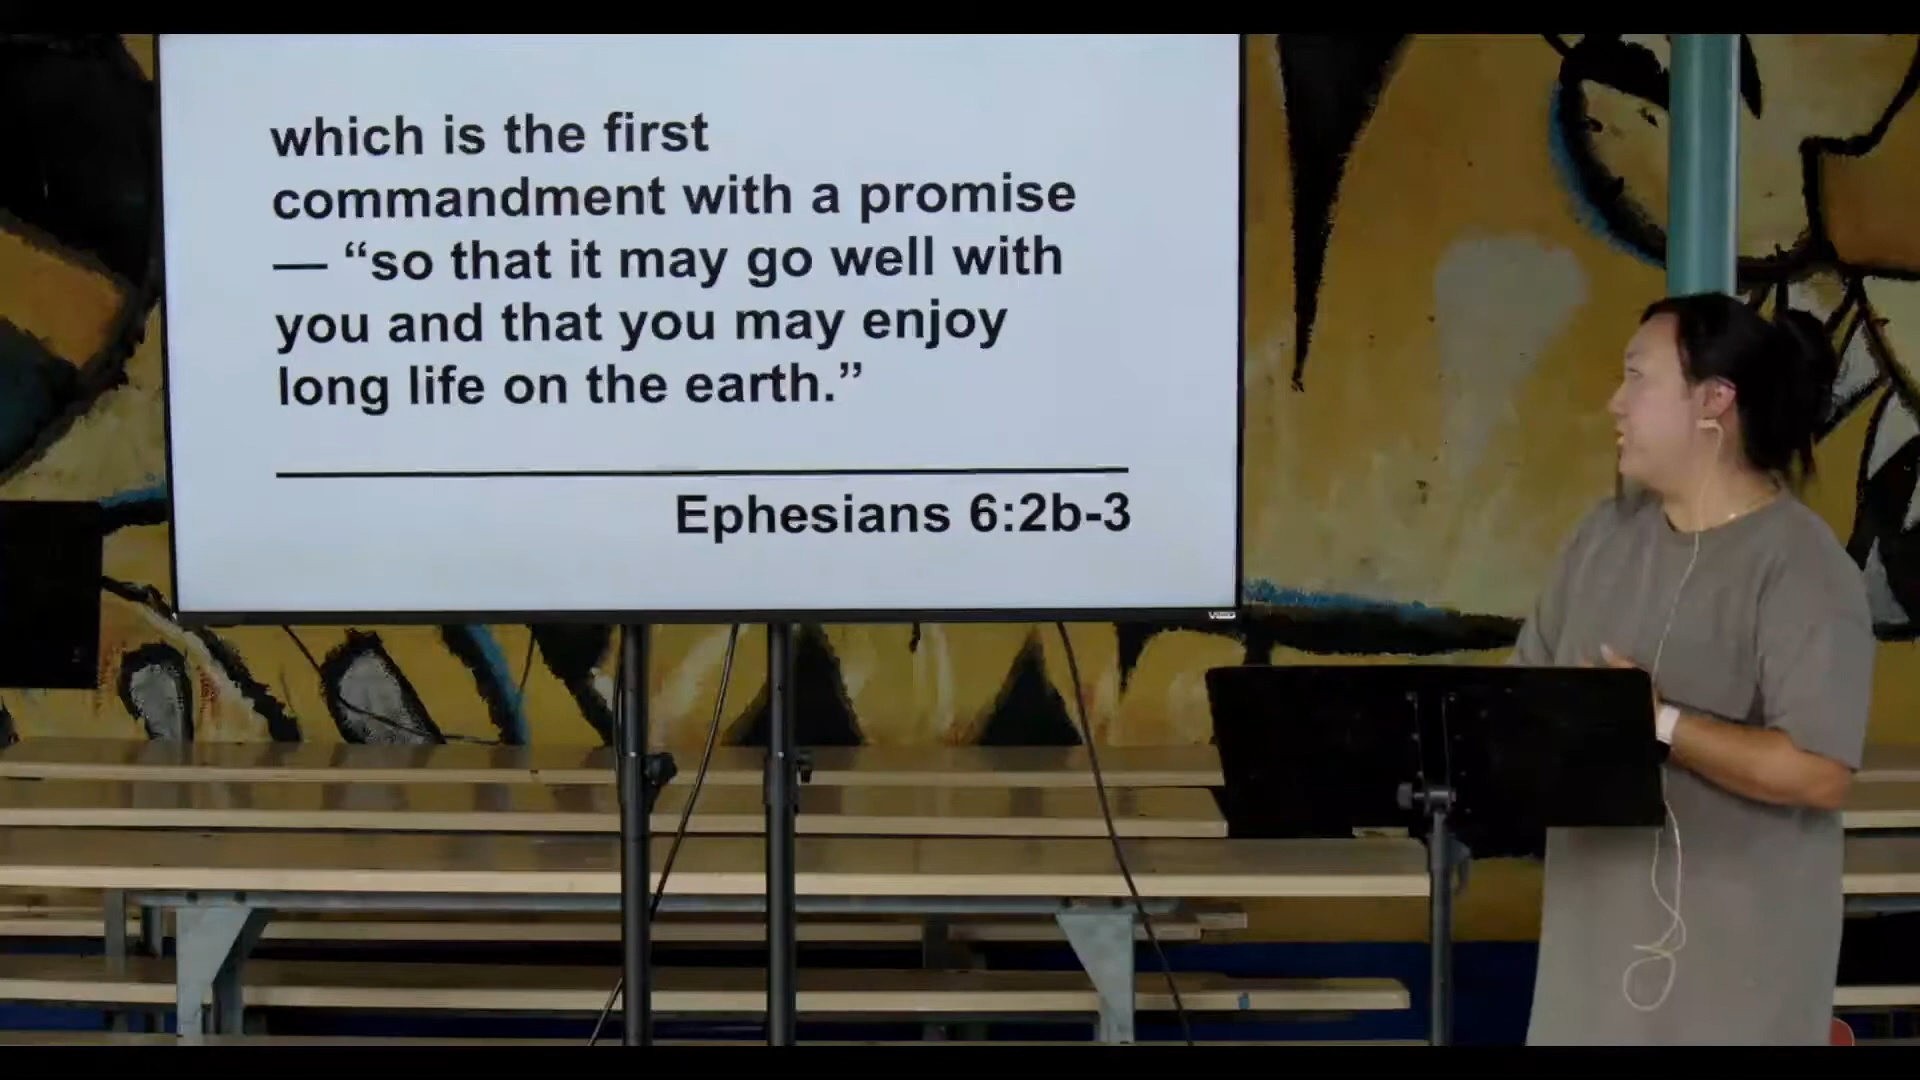 which is the first
commandment with a promise
— “so that it may go well with
you and that you may enjoy
long life on the earth.”
Ephesians 6:2b-3
VIZIO